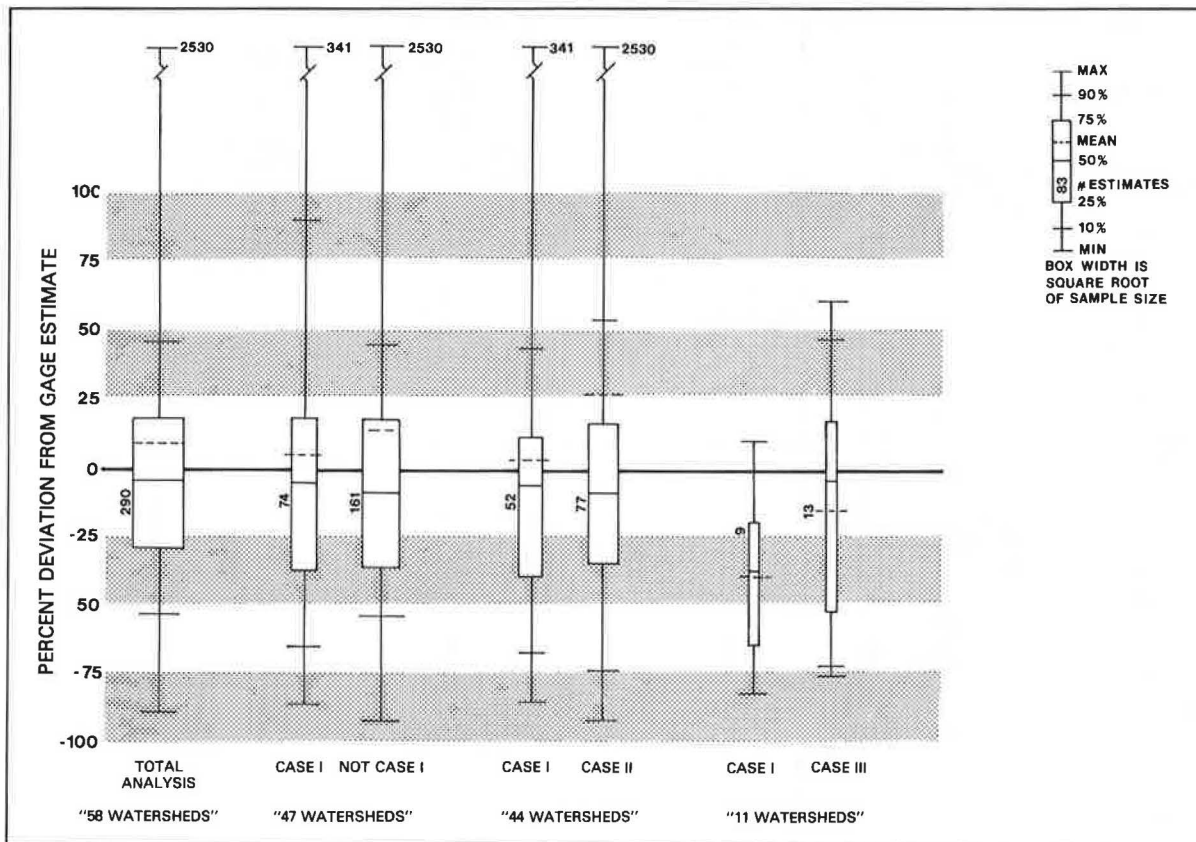 2530
341
2530
341
2530
MAX
90%
75%
MEAN
50%
83
# ESTIMATES
25%
10%
MIN
BOX WIDTH IS
SQUARE ROOT
OF SAMPLE SIZE
PERCENT DEVIATION FROM GAGE ESTIMATE
100
75
50
25
0
-25
50
-75
-100
290
74
161
52
77
9
13
TOTAL
ANALYSIS
CASE I
NOT CASE I
CASE I
CASE II
CASE I
CASE III
"58 WATERSHEDS"
"47 WATERSHEDS"
"44 WATERSHEDS"
"11 WATERSHEDS"